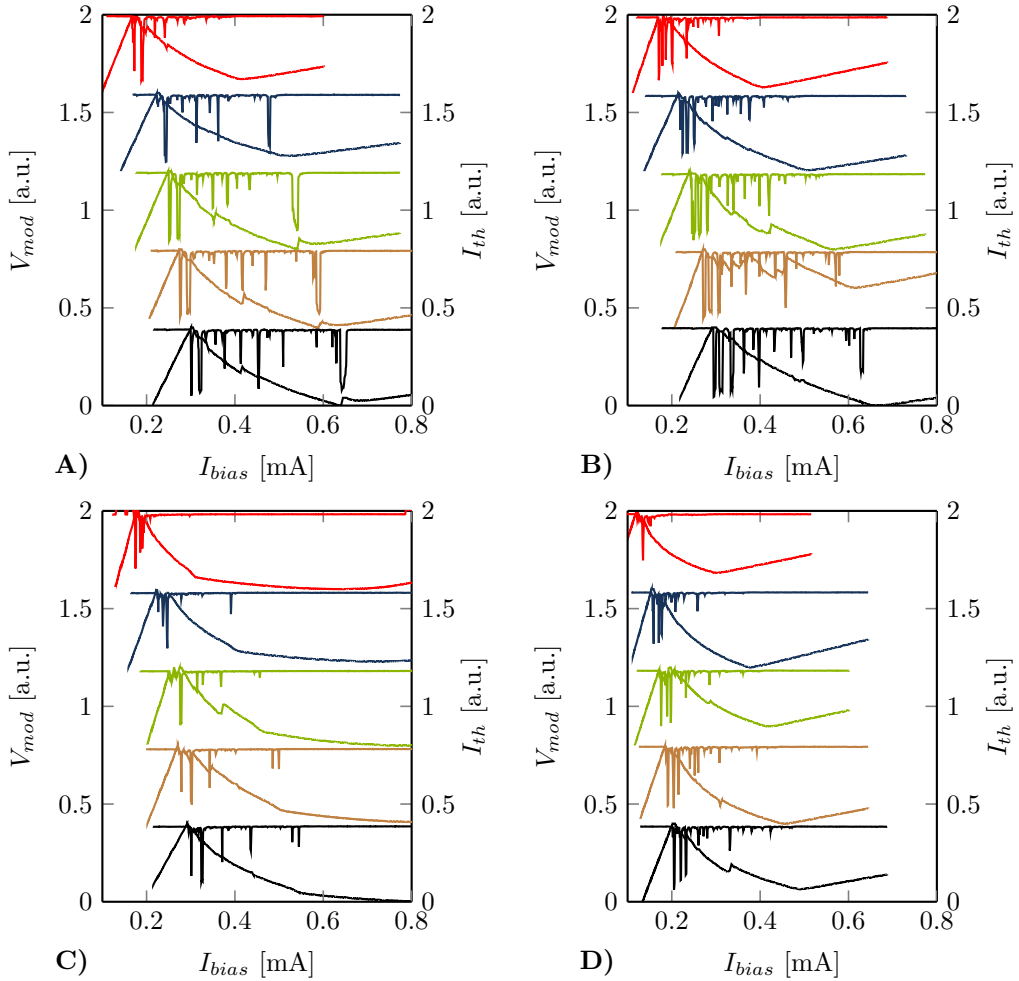 2 2
1.5 1.5
1 1
0.5 0.5
0 0
0.2 0.4 0.6 0.8
V_mod [a.u.]
I_th [a.u.]
A) I_bias [mA]
2 2
1.5 1.5
1 1
0.5 0.5
0 0
0.2 0.4 0.6 0.8
V_mod [a.u.]
I_th [a.u.]
B) I_bias [mA]
2 2
1.5 1.5
1 1
0.5 0.5
0 0
0.2 0.4 0.6 0.8
V_mod [a.u.]
I_th [a.u.]
C) I_bias [mA]
2 2
1.5 1.5
1 1
0.5 0.5
0 0
0.2 0.4 0.6 0.8
V_mod [a.u.]
I_th [a.u.]
D) I_bias [mA]